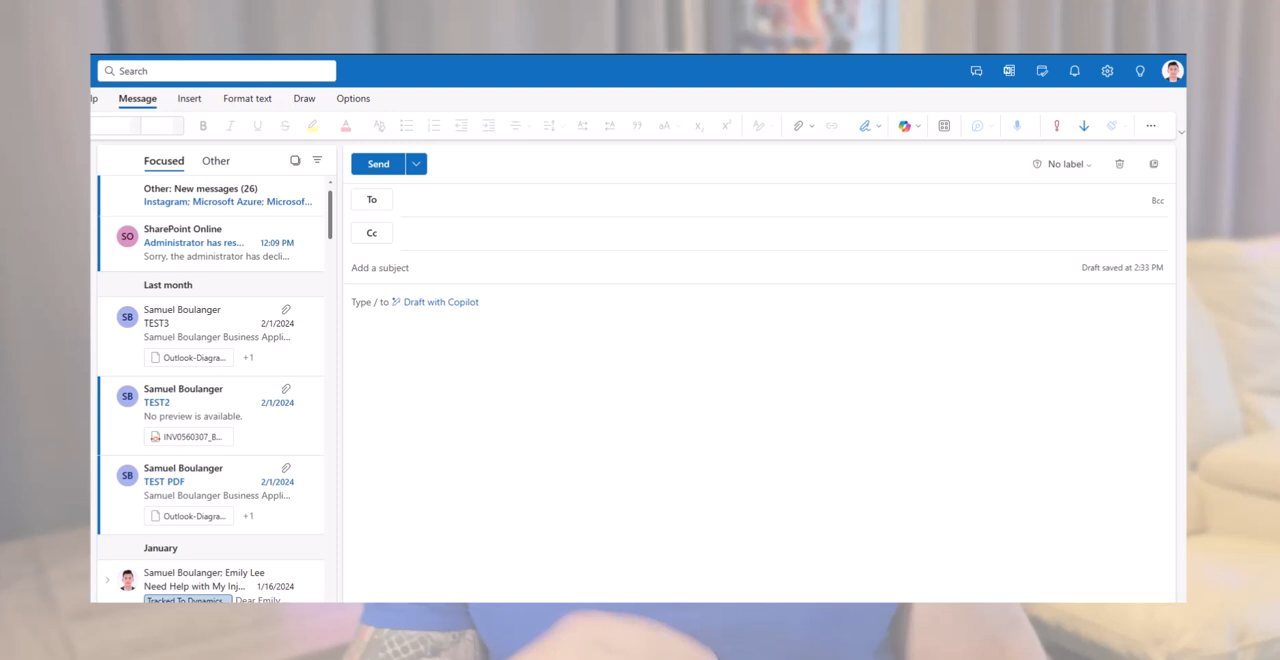 Search
lp Message Insert Format text Draw Options
Focused Other
Other: New messages (26)
Instagram; Microsoft Azure; Microsof...
SO
SharePoint Online
Administrator has res... 12:09 PM
Sorry, the administrator has decli...
Last month
SB
Samuel Boulanger
TEST3 2/1/2024
Samuel Boulanger Business Appli...
Outlook-Diagra... +1
SB
Samuel Boulanger
TEST2 2/1/2024
No preview is available.
INV0560307_B...
SB
Samuel Boulanger
TEST PDF 2/1/2024
Samuel Boulanger Business Appli...
Outlook-Diagra... +1
January
Samuel Boulanger; Emily Lee
Need Help with My Inj... 1/16/2024
Tracked To Dynamics... Dear Emily
Send No label
To Bcc
Cc
Add a subject Draft saved at 2:33 PM
Type / to Draft with Copilot